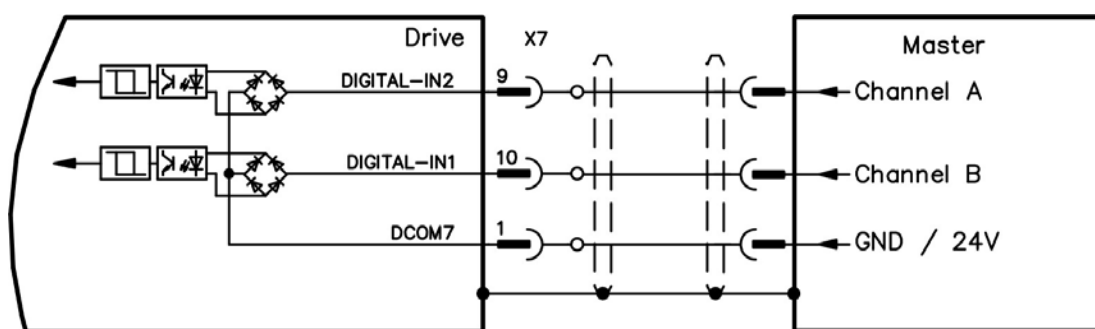 Drive
X7
Master
DIGITAL-IN2
9
Channel A
DIGITAL-IN1
10
Channel B
DCOM7
1
GND / 24V